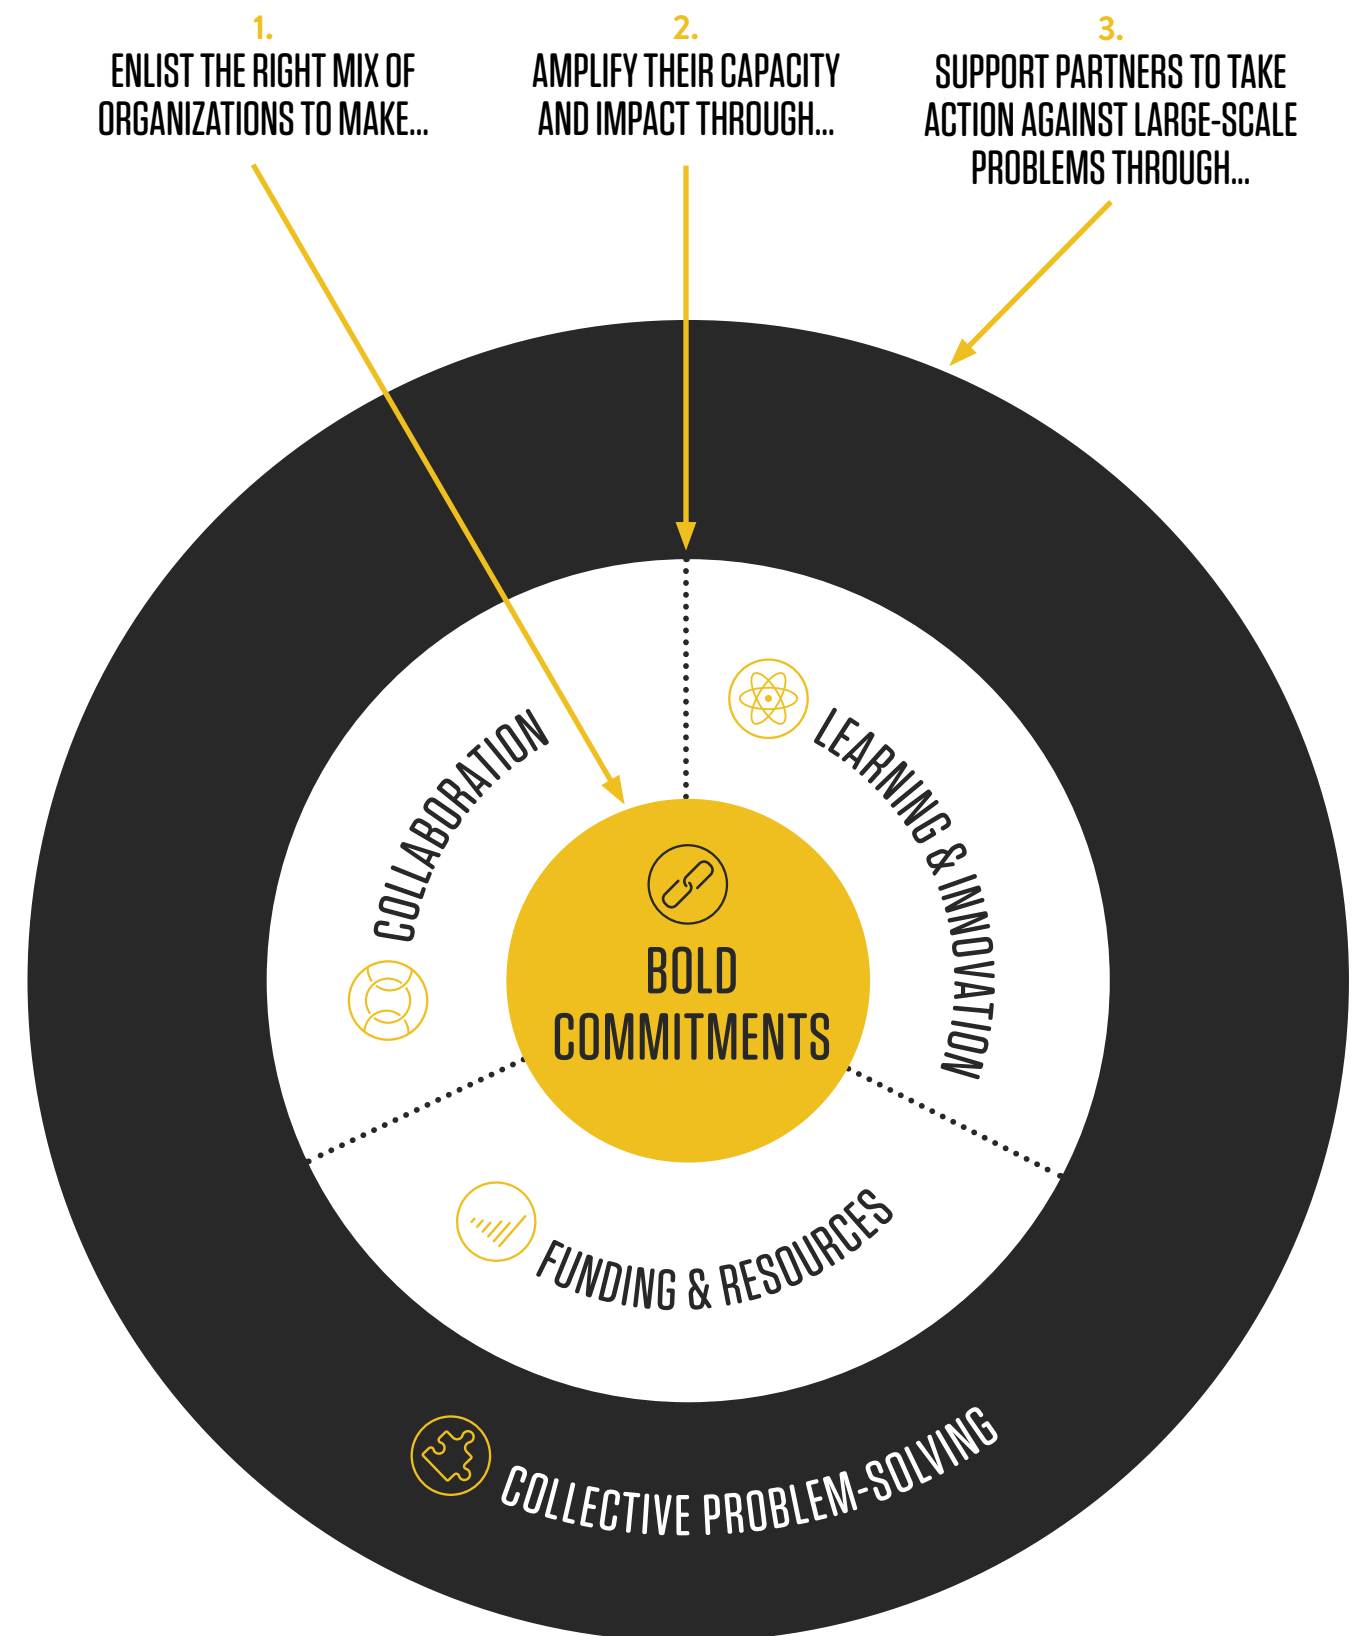 1.
ENLIST THE RIGHT MIX OF
ORGANIZATIONS TO MAKE...
2.
AMPLIFY THEIR CAPACITY
AND IMPACT THROUGH...
3.
SUPPORT PARTNERS TO TAKE
ACTION AGAINST LARGE-SCALE
PROBLEMS THROUGH...
COLLABORATION
LEARNING & INNOVATION
BOLD
COMMITMENTS
FUNDING & RESOURCES
COLLECTIVE PROBLEM-SOLVING